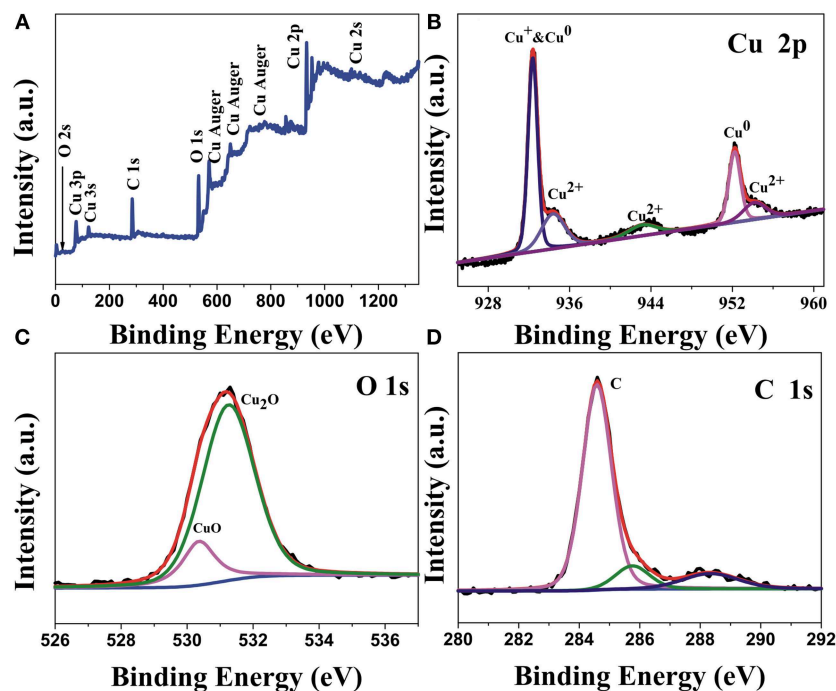 A
Intensity (a.u.)
O 2s
Cu 3p
Cu 3s
C 1s
O 1s
Cu Auger
Cu Auger
Cu Auger
Cu 2p
Cu 2s
0 200 400 600 800 1000 1200
Binding Energy (eV)
B
Intensity (a.u.)
Cu⁺ &Cu⁰
Cu 2p
Cu²⁺
Cu²⁺
Cu⁰
Cu²⁺
928 936 944 952 960
Binding Energy (eV)
C
Intensity (a.u.)
O 1s
Cu₂O
CuO
526 528 530 532 534 536
Binding Energy (eV)
D
Intensity (a.u.)
C
C 1s
280 282 284 286 288 290 292
Binding Energy (eV)